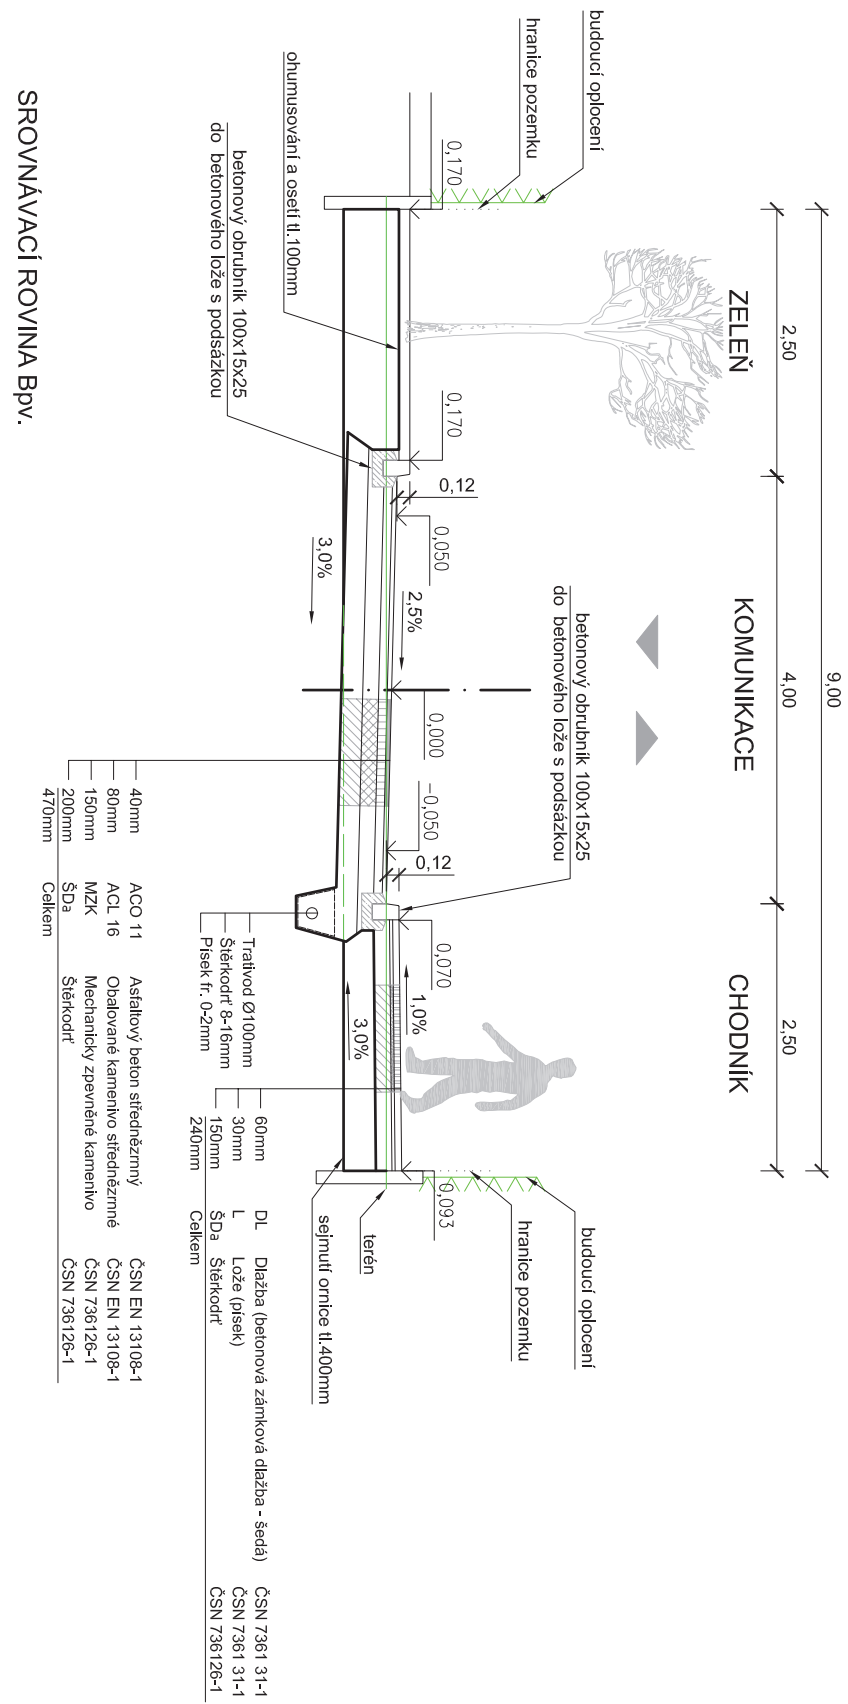 9,00
2,50
4,00
2,50
ZELEŇ
KOMUNIKACE
CHODNÍK
budoucí oplocení
hranice pozemku
budoucí oplocení
hranice pozemku
betonový obrubník 100x15x25
do betonového lože s podsázkou
0,170
0,170
0,12
0,050
2,5%
0,000
-0,050
0,12
0,070
1,0%
0,093
terén
ohumusování a osetí tl.100mm
3,0%
3,0%
sejmutí ornice tl.400mm
betonový obrubník 100x15x25
do betonového lože s podsázkou
Trativod Ø100mm
Štěrkodrť 8-16mm
Písek fr. 0-2mm
60mm DL Dlažba (betonová zámková dlažba - šedá) ČSN 7361 31-1
30mm L Lože (písek) ČSN 7361 31-1
150mm ŠDa Štěrkodrť ČSN 736126-1
240mm Celkem
40mm ACO 11 Asfaltový beton střednězrnný ČSN EN 13108-1
80mm ACL 16 Obalované kamenivo střednězrnné ČSN EN 13108-1
150mm MZK Mechanicky zpevněné kamenivo ČSN 736126-1
200mm ŠDa Štěrkodrť ČSN 736126-1
470mm Celkem
SROVNÁVACÍ ROVINA Bpv.